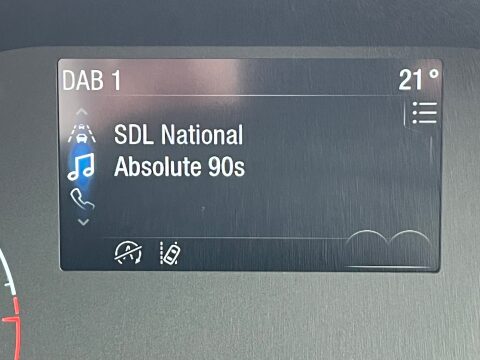 DAB 1
21°
SDL National
Absolute 90s